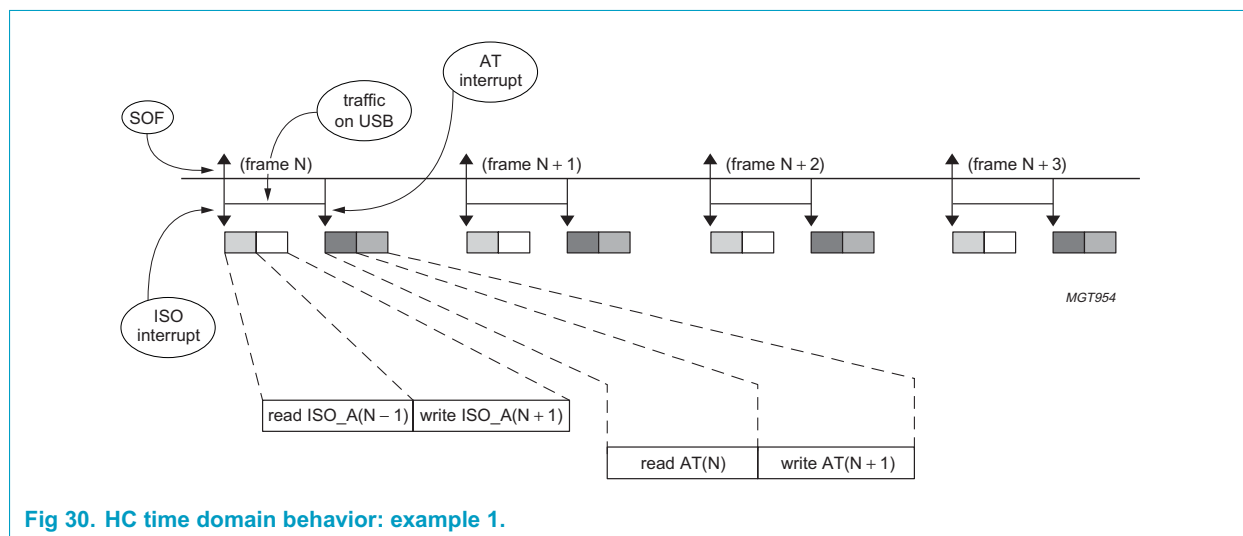 AT
interrupt
traffic
on USB
SOF
(frame N)
(frame N + 1)
(frame N + 2)
(frame N + 3)
MGT954
ISO
interrupt
read ISO_A(N − 1)
write ISO_A(N + 1)
read AT(N)
write AT(N + 1)
Fig 30. HC time domain behavior: example 1.